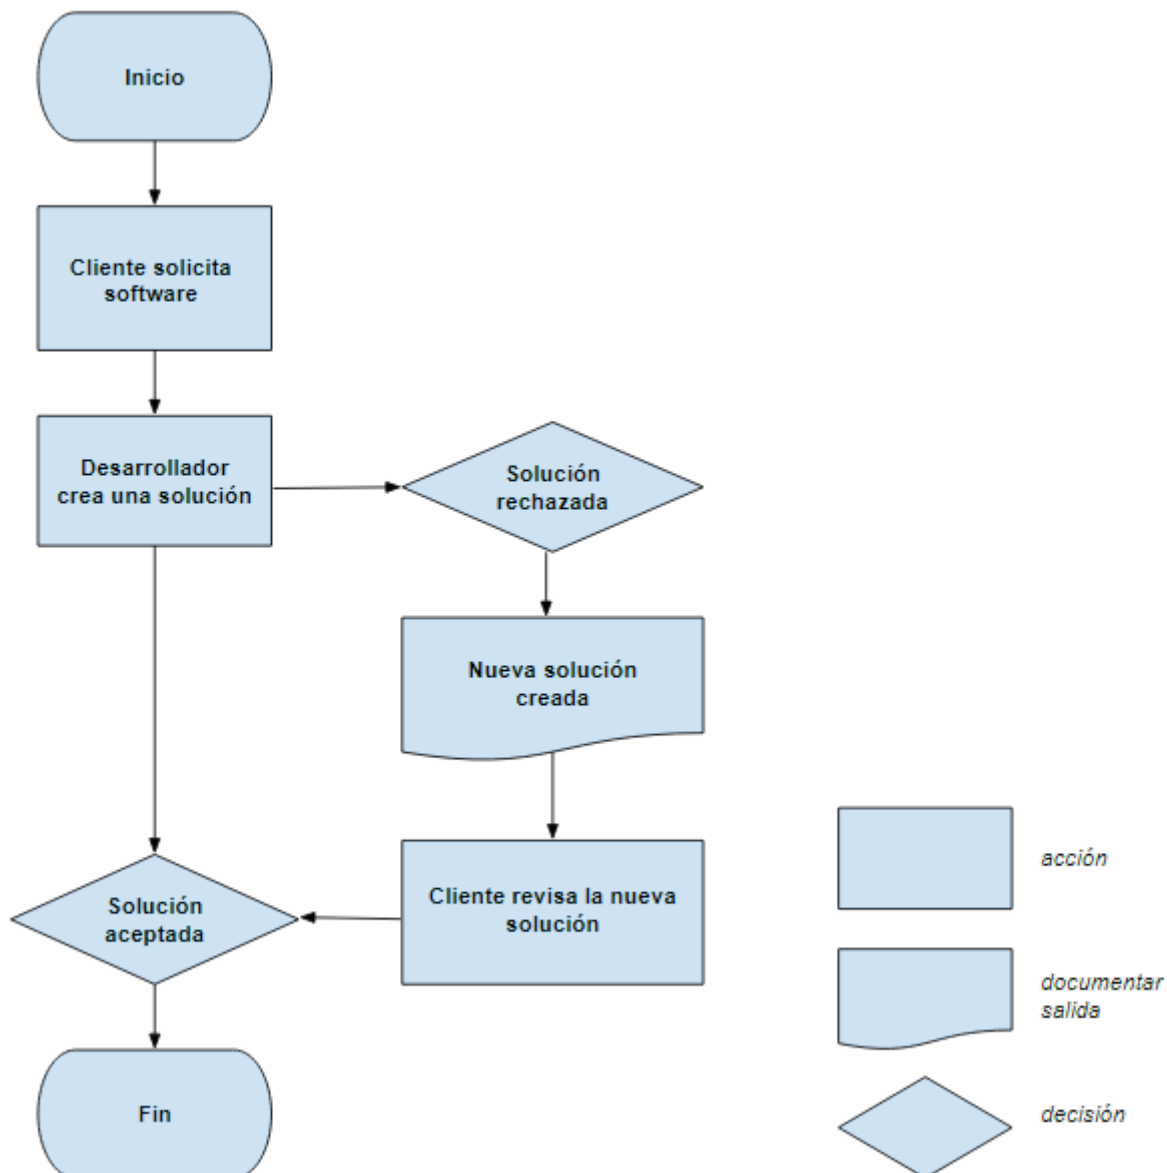 Inicio
Cliente solicita
software
Desarrollador
crea una solución
Solución
rechazada
Nueva solución
creada
Cliente revisa la nueva
solución
Solución
aceptada
Fin
acción
documentar
salida
decisión